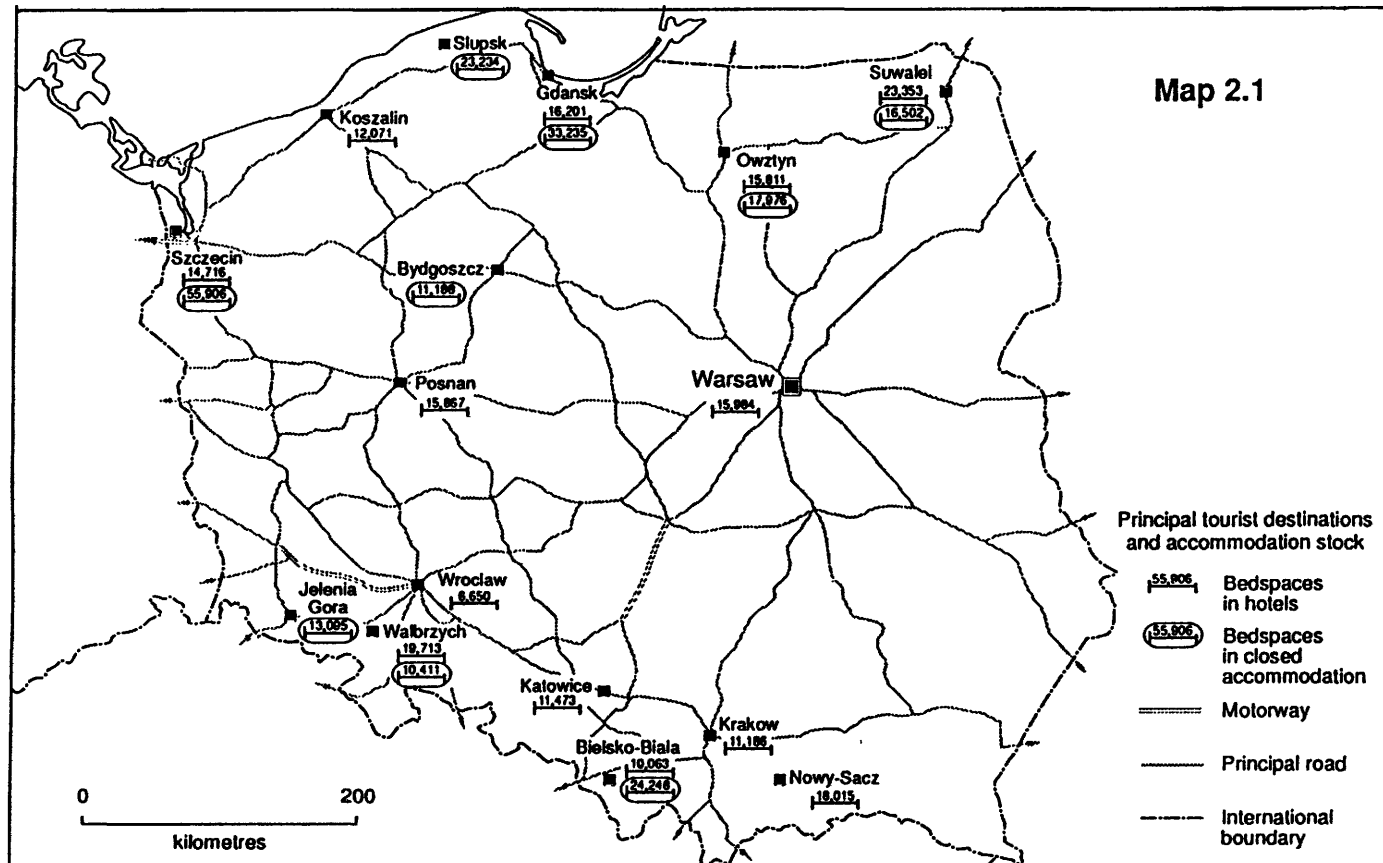 Map 2.1
Slupsk
23,234
Gdansk
16,201
33,235
Suwalei
23,353
16,502
Koszalin
12,071
Owztyn
15,811
17,976
Szczecin
14,716
55,906
Bydgoszcz
11,186
Posnan
15,867
Warsaw
15,984
Wroclaw
6,650
Jelenia
Gora
13,095
Walbrzych
19,713
10,411
Katowice
11,473
Krakow
11,186
Bielsko-Biala
10,063
24,246
Nowy-Sacz
18,015
Principal tourist destinations
and accommodation stock
55,906
Bedspaces
in hotels
55,906
Bedspaces
in closed
accommodation
Motorway
Principal road
International
boundary
0
200
kilometres